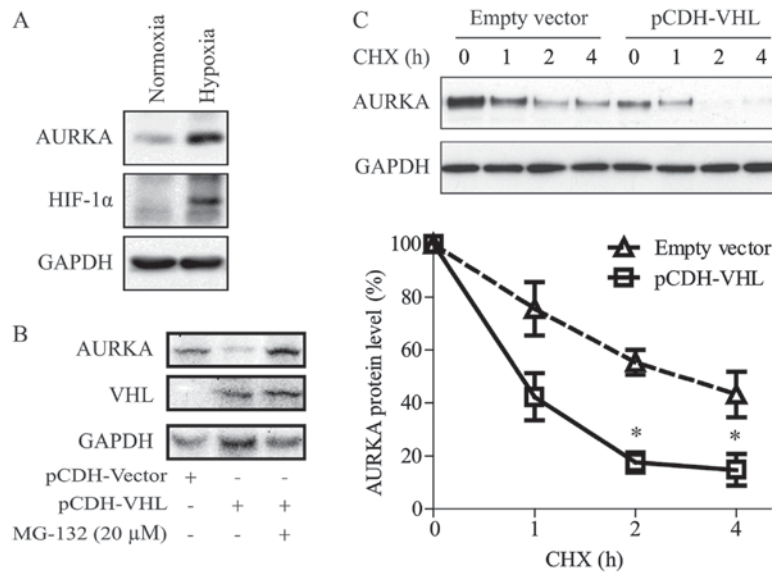 A
Normoxia
Hypoxia
AURKA
HIF-1α
GAPDH
B
AURKA
VHL
GAPDH
pCDH-Vector + - -
pCDH-VHL - + +
MG-132 (20 μM) - - +
C
Empty vector pCDH-VHL
CHX (h) 0 1 2 4 0 1 2 4
AURKA
GAPDH
AURKA protein level (%)
100
80
60
40
20
0
Empty vector
pCDH-VHL
* *
0 1 2 4
CHX (h)